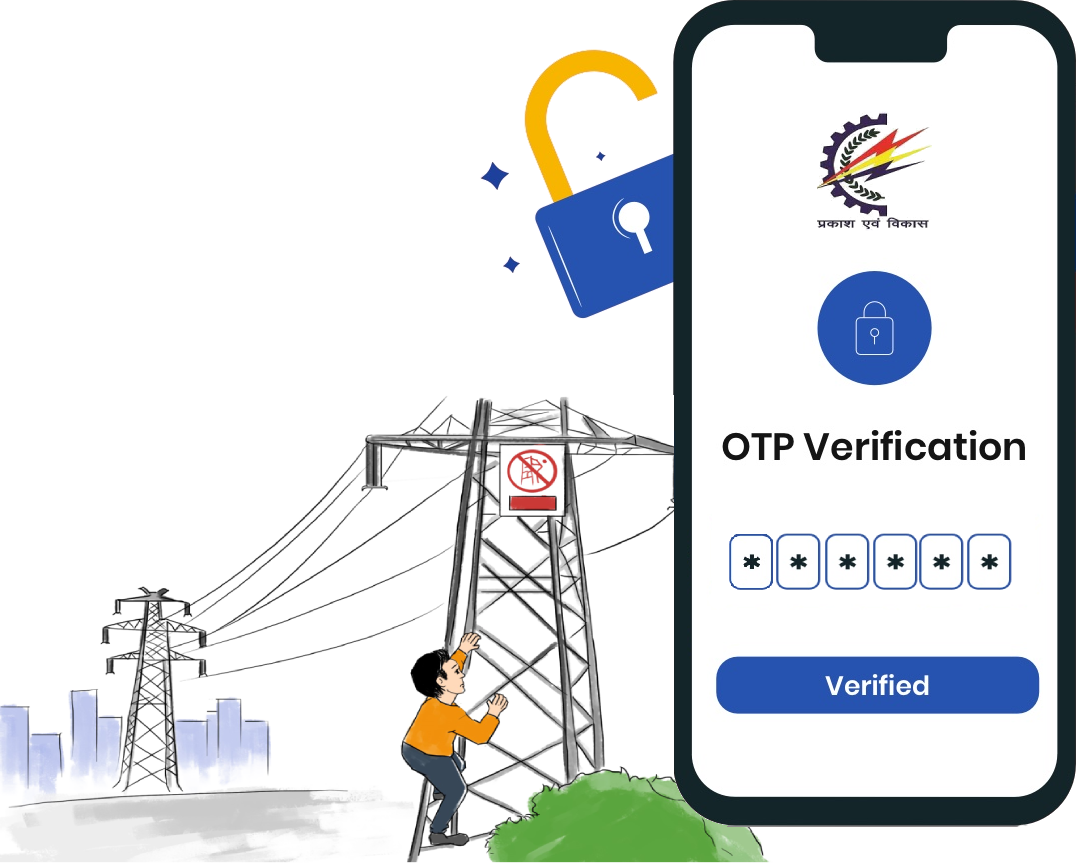 प्रकाश एवं विकास
OTP Verification
* * * * * *
Verified